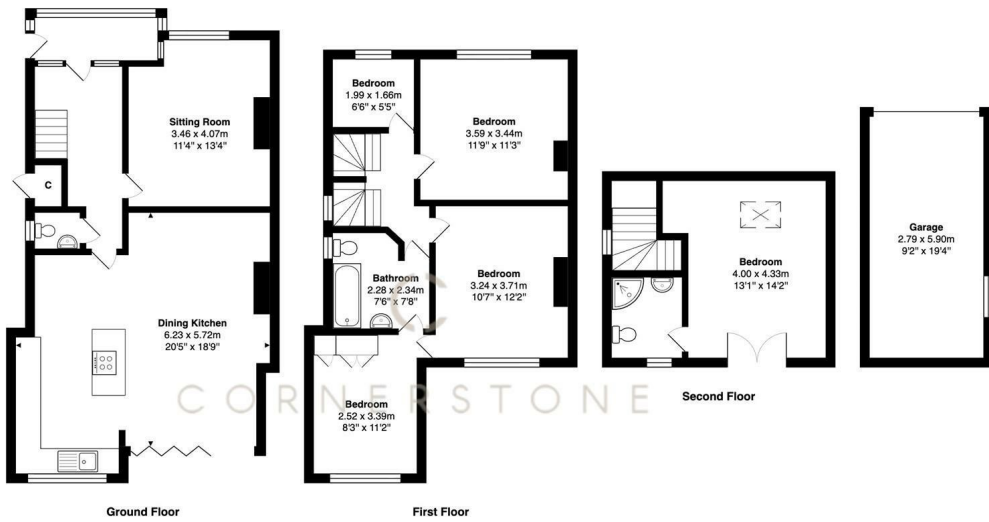 Sitting Room
3.46 x 4.07m
11'4" x 13'4"
C
Dining Kitchen
6.23 x 5.72m
20'5" x 18'9"
Ground Floor
Bedroom
1.99 x 1.66m
6'6" x 5'5"
Bedroom
3.59 x 3.44m
11'9" x 11'3"
Bathroom
2.28 x 2.34m
7'6" x 7'8"
Bedroom
3.24 x 3.71m
10'7" x 12'2"
Bedroom
2.52 x 3.39m
8'3" x 11'2"
First Floor
Bedroom
4.00 x 4.33m
13'1" x 14'2"
Second Floor
Garage
2.79 x 5.90m
9'2" x 19'4"
C
CORNERSTONE